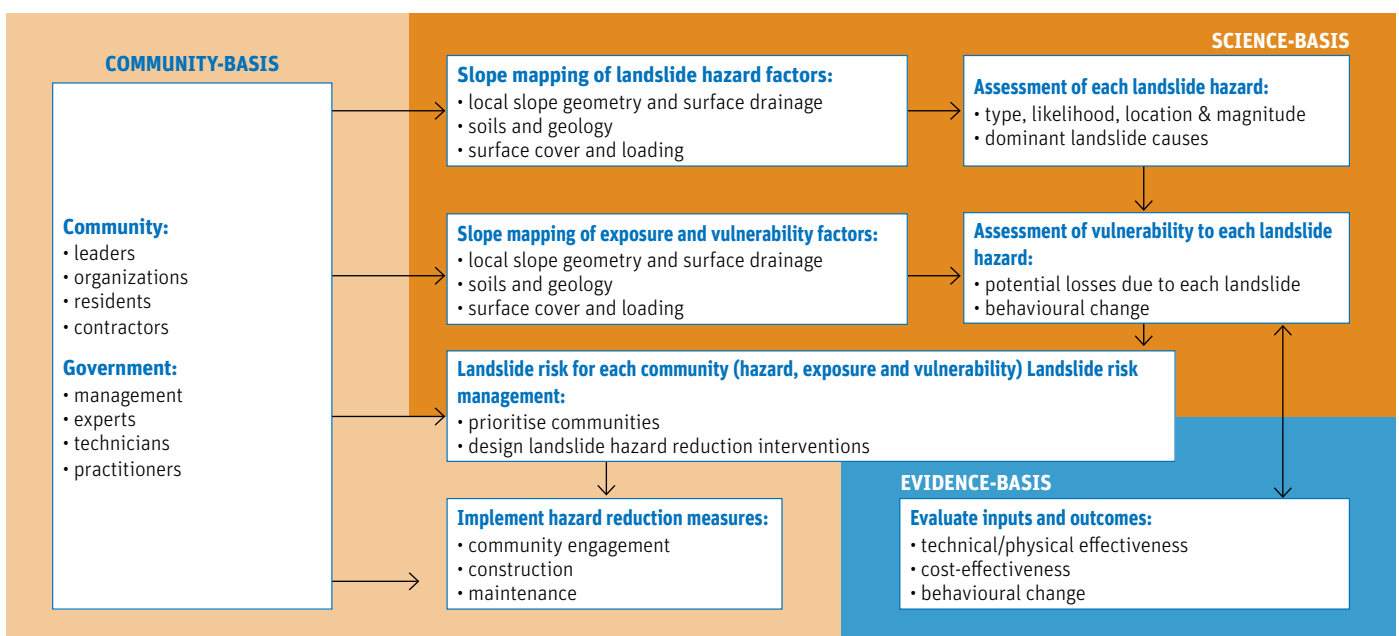 COMMUNITY-BASIS
Community:
• leaders
• organizations
• residents
• contractors
Government:
• management
• experts
• technicians
• practitioners
SCIENCE-BASIS
Slope mapping of landslide hazard factors:
• local slope geometry and surface drainage
• soils and geology
• surface cover and loading
Assessment of each landslide hazard:
• type, likelihood, location & magnitude
• dominant landslide causes
Slope mapping of exposure and vulnerability factors:
• local slope geometry and surface drainage
• soils and geology
• surface cover and loading
Assessment of vulnerability to each landslide
hazard:
• potential losses due to each landslide
• behavioural change
Landslide risk for each community (hazard, exposure and vulnerability) Landslide risk
management:
• prioritise communities
• design landslide hazard reduction interventions
Implement hazard reduction measures:
• community engagement
• construction
• maintenance
EVIDENCE-BASIS
Evaluate inputs and outcomes:
• technical/physical effectiveness
• cost-effectiveness
• behavioural change